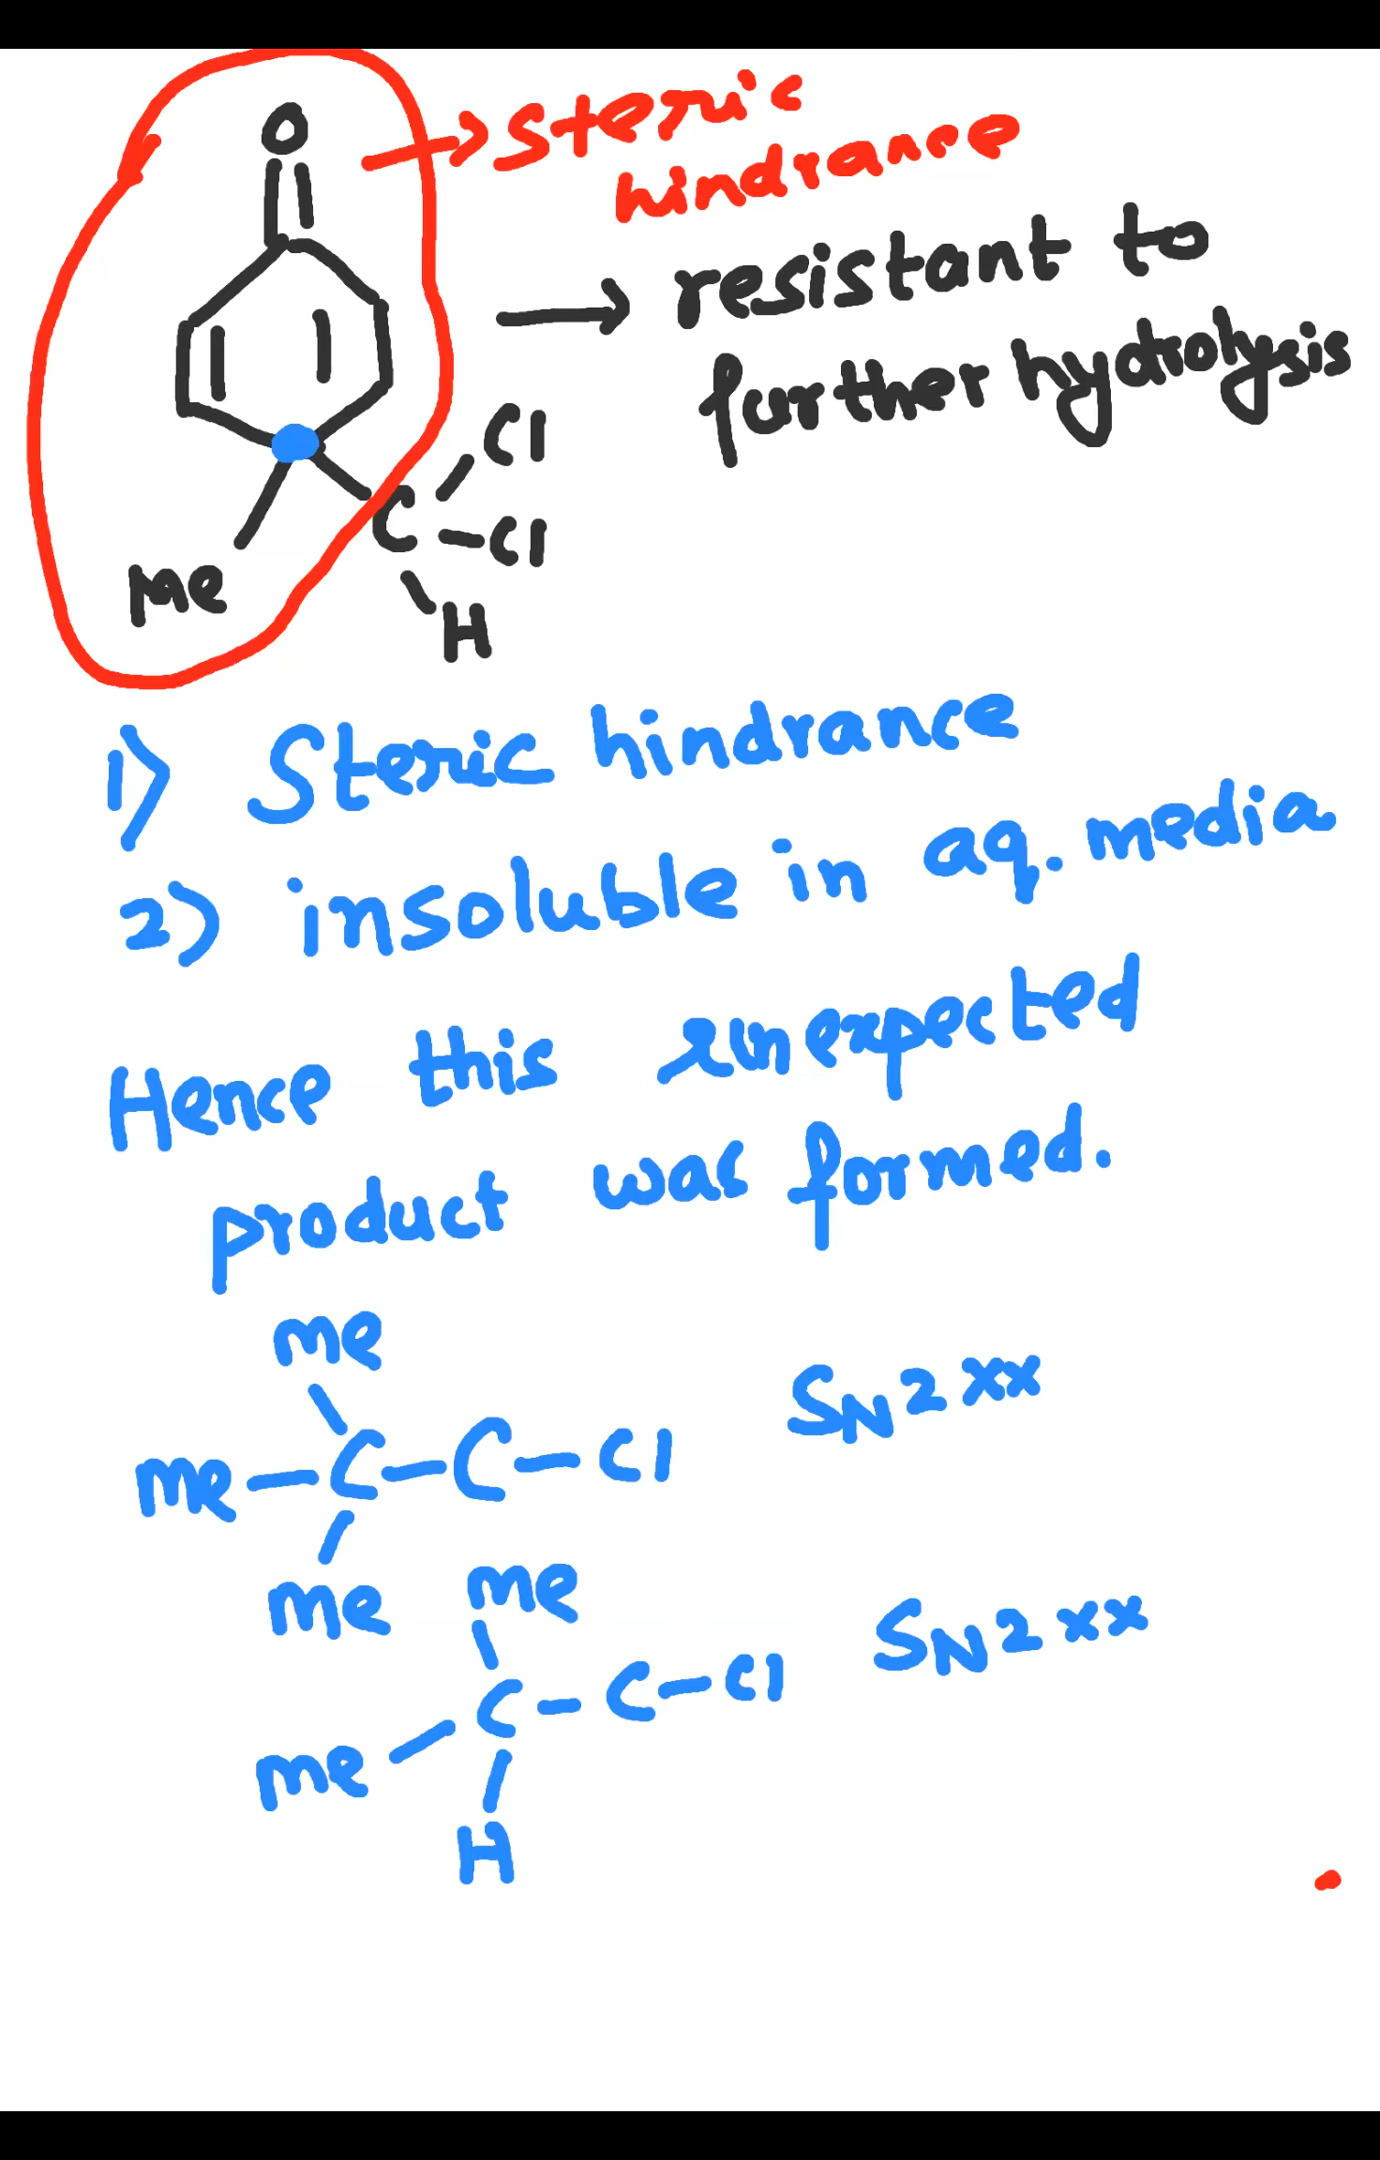 O
→ steric
hindrance
→ resistant to
further hydrolysis
Cl
C - Cl
Me
H
1) Steric hindrance
2) insoluble in aq. media
Hence this unexpected
product was formed.
Me
SN2 xx
Me - C - C - Cl
Me
Me
SN2 xx
C - C - Cl
Me
H